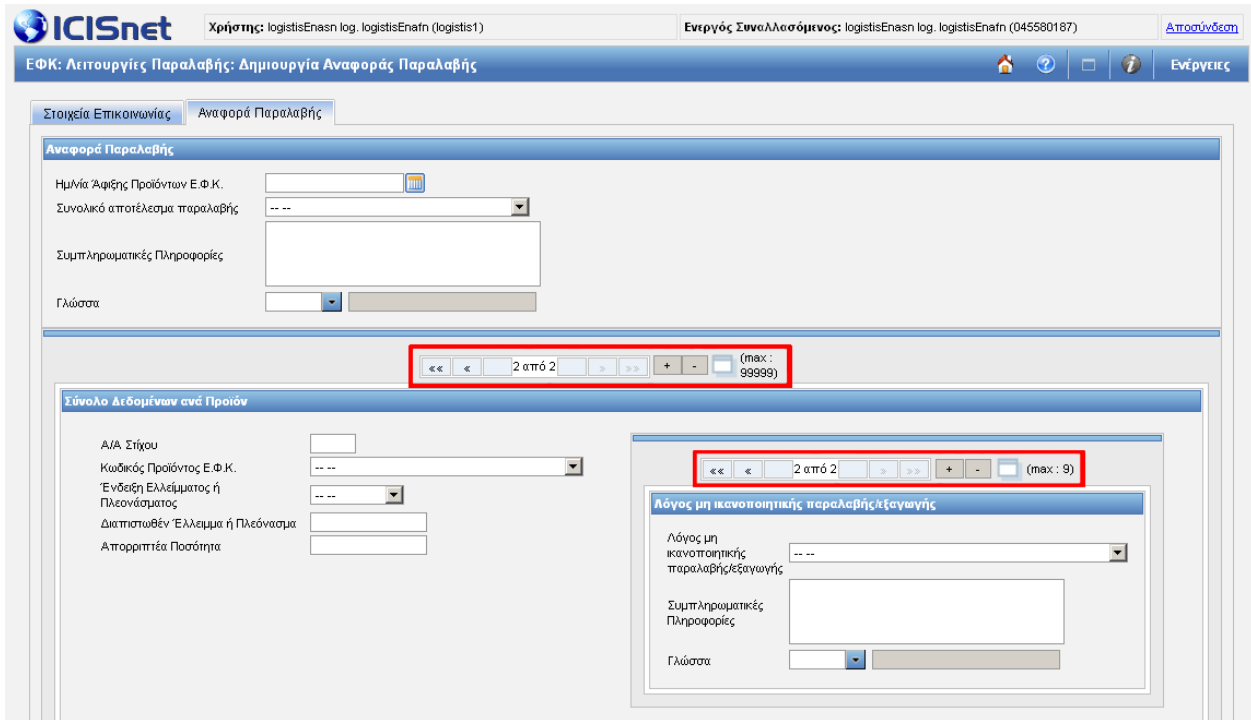 ICISnet
Χρήστης: logistisEnasn log. logistisEnafn (logistis1)
Ενεργός Συναλλασόμενος: logistisEnasn log. logistisEnafn (045580187)
Αποσύνδεση
ΕΦΚ: Λειτουργίες Παραλαβής: Δημιουργία Αναφοράς Παραλαβής
Ενέργειες
Στοιχεία Επικοινωνίας
Αναφορά Παραλαβής
Αναφορά Παραλαβής
Ημ/νία Άφιξης Προϊόντων Ε.Φ.Κ.
Συνολικό αποτέλεσμα παραλαβής
-- --
Συμπληρωματικές Πληροφορίες
Γλώσσα
<< < 2 από 2 > >> + - (max :
99999)
Σύνολο Δεδομένων ανά Προϊόν
Α/Α Στίχου
Κωδικός Προϊόντος Ε.Φ.Κ.
-- --
Ένδειξη Ελλείμματος ή
Πλεονάσματος
-- --
Διαπιστωθέν Έλλειμμα ή Πλεόνασμα
Απορριπτέα Ποσότητα
<< < 2 από 2 > >> + - (max : 9)
Λόγος μη ικανοποιητικής παραλαβής/εξαγωγής
Λόγος μη
ικανοποιητικής
παραλαβής/εξαγωγής
-- --
Συμπληρωματικές
Πληροφορίες
Γλώσσα